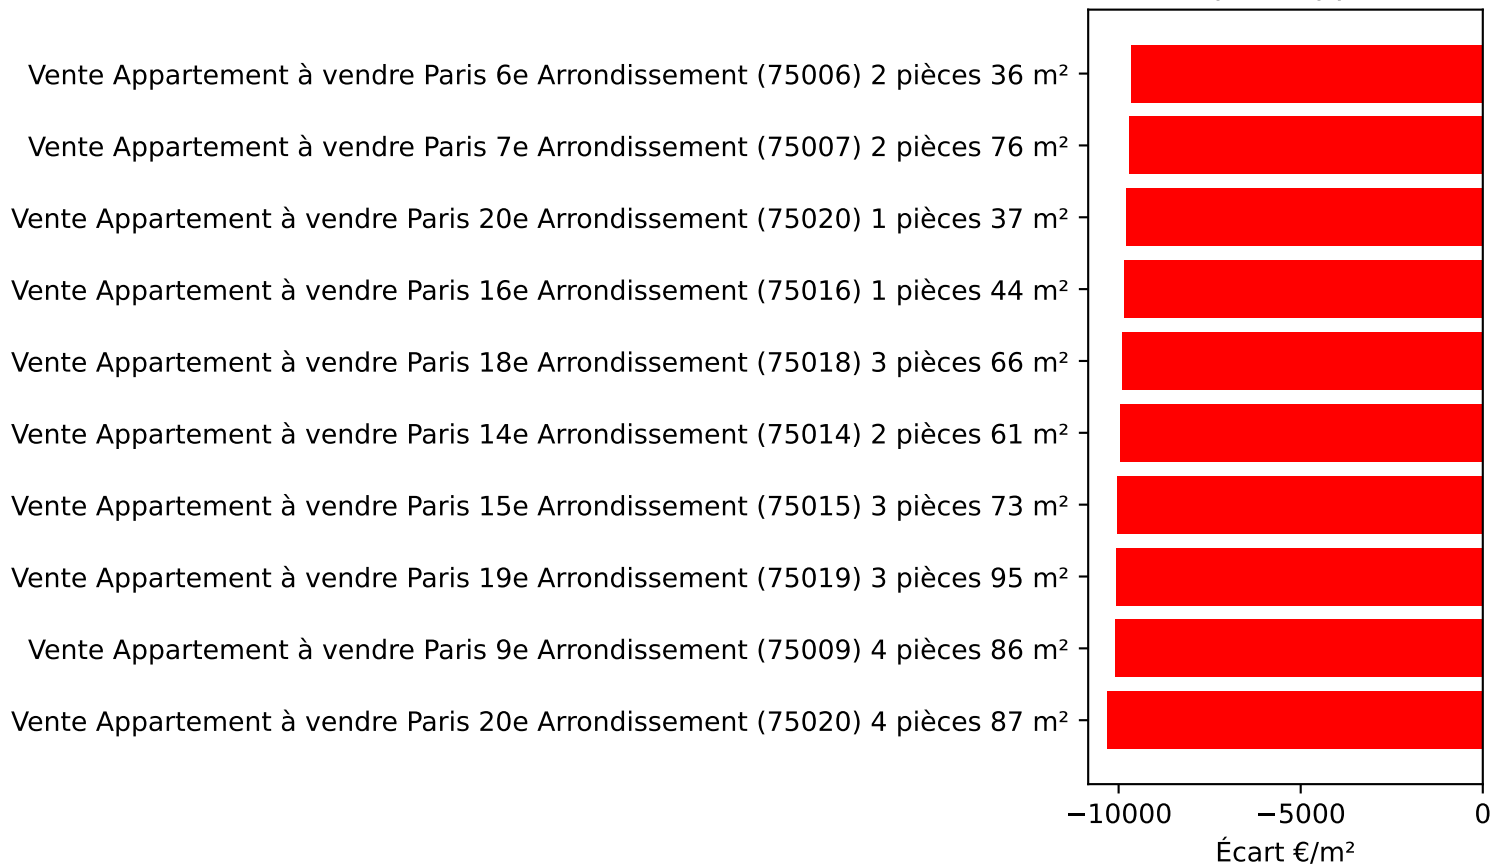 Vente Appartement à vendre Paris 6e Arrondissement (75006) 2 pièces 36 m²
Vente Appartement à vendre Paris 7e Arrondissement (75007) 2 pièces 76 m²
Vente Appartement à vendre Paris 20e Arrondissement (75020) 1 pièces 37 m²
Vente Appartement à vendre Paris 16e Arrondissement (75016) 1 pièces 44 m²
Vente Appartement à vendre Paris 18e Arrondissement (75018) 3 pièces 66 m²
Vente Appartement à vendre Paris 14e Arrondissement (75014) 2 pièces 61 m²
Vente Appartement à vendre Paris 15e Arrondissement (75015) 3 pièces 73 m²
Vente Appartement à vendre Paris 19e Arrondissement (75019) 3 pièces 95 m²
Vente Appartement à vendre Paris 9e Arrondissement (75009) 4 pièces 86 m²
Vente Appartement à vendre Paris 20e Arrondissement (75020) 4 pièces 87 m²
−10000 −5000 0
Écart €/m²